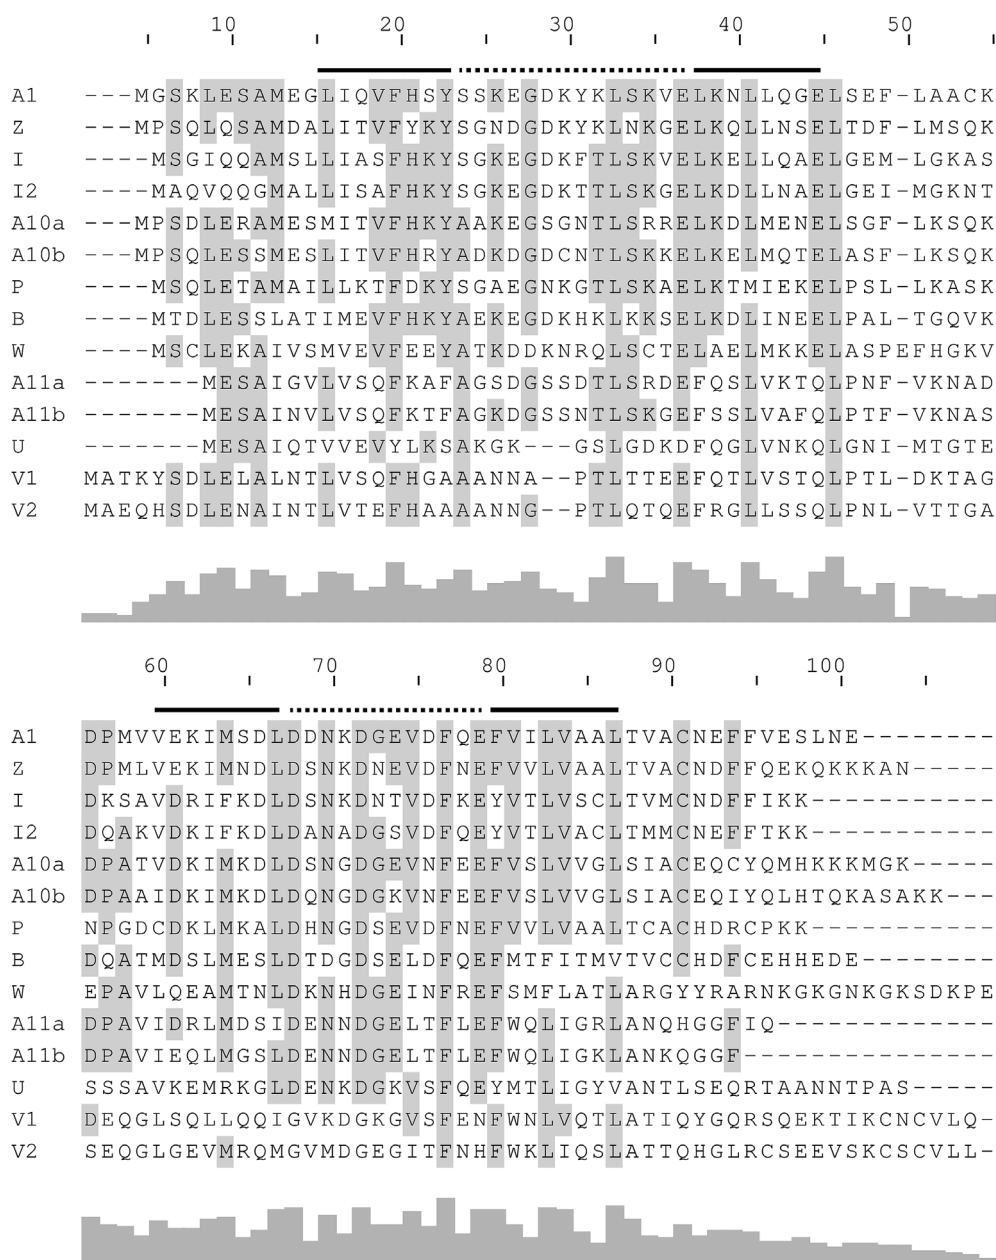 10 20 30 40 50
A1 ---MGSKLESAMEGLIQVFHSYSSKEGDKYKLSKVELKNLLQGELSEF-LAACK
Z ---MPSQLQSAMDALITVFYKYSGNDGDKYKLNKGELKQLLNSELTDF-LMSQK
I ----MSGIQQAMSLLIASFHKYSGKEGDKFTLSKVELKELLQAELGEM-LGKAS
I2 ----MAQVQQGMALLISAFHKYSGKEGDKTTLSKGELKDLLNAELGEI-MGKNT
A10a ---MPSDLERAMESMITVFHKYAAKEGSGNTLSRRELKDLMENELSGF-LKSQK
A10b ---MPSQLESSMESLITVFHRYADKDGDCNTLSKKELKELMQTELASF-LKSQK
P ----MSQLETAMAILLKTFDKYSGAEGNKGTLSKAELKTMIEKELPSL-LKASK
B ----MTDLESSLATIMEVFHKYAEKEGDKHKLKKSELKDLINEELPAL-TGQVK
W ----MSCLEKAIVSMVEVFEEYATKDDKNRQLSCTELAELMKKELASPEFHGKV
A11a -------MESAIGVLVSQFKAFAGSDGSSDTLSRDEFQSLVKTQLPNF-VKNAD
A11b -------MESAINVLVSQFKTFAGKDGSSNTLSKGEFSSLVAFQLPTF-VKNAS
U -------MESAIQTVVEVYLKSAKGK---GSLGDKDFQGLVNKQLGNI-MTGTE
V1 MATKYSDLELALNTLVSQFHGAAANNA--PTLTTEEFQTLVSTQLPTL-DKTAG
V2 MAEQHSDLENAINTLVTEFHAAAANNG--PTLQTQEFRGLLSSQLPNL-VTTGA
60 70 80 90 100
A1 DPMVVEKIMSDLDDNKDGEVDFQEFVILVAALTVACNEFFVESLNE--------
Z DPMLVEKIMNDLDSNKDNEVDFNEFVVLVAALTVACNDFFQEKQKKKAN-----
I DKSAVDRIFKDLDSNKDNTVDFKEYVTLVSCLTVMCNDFFIKK-----------
I2 DQAKVDKIFKDLDANADGSVDFQEYVTLVACLTMMCNEFFTKK-----------
A10a DPATVDKIMKDLDSNGDGEVNFEEFVSLVVGLSIACEQCYQMHKKKMGK-----
A10b DPAAIDKIMKDLDQNGDGKVNFEEFVSLVVGLSIACEQIYQLHTQKASAKK---
P NPGDCDKLMKALDHNGDSEVDFNEFVVLVAALTCACHDRCPKK-----------
B DQATMDSLMESLDTDGDSELDFQEFMTFITMVTVCCHDFCEHHEDE--------
W EPAVLQEAMTNLDKNHDGEINFREFSMFLATLARGYYRARNKGKGNKGKSDKPE
A11a DPAVIDRLMDSIDENNDGELTFLEFWQLIGRLANQHGGFIQ-------------
A11b DPAVIEQLMGSLDENNDGELTFLEFWQLIGKLANKQGGF---------------
U SSSAVKEMRKGLDENKDGKVSFQEYMTLIGYVANTLSEQRTAANNTPAS-----
V1 DEQGLSQLLQQIGVKDGKGVSFENFWNLVQTLATIQYGQRSQEKTIKCNCVLQ-
V2 SEQGLGEVMRQMGVMDGEGITFNHFWKLIQSLATTQHGLRCSEEVSKCSCVLL-